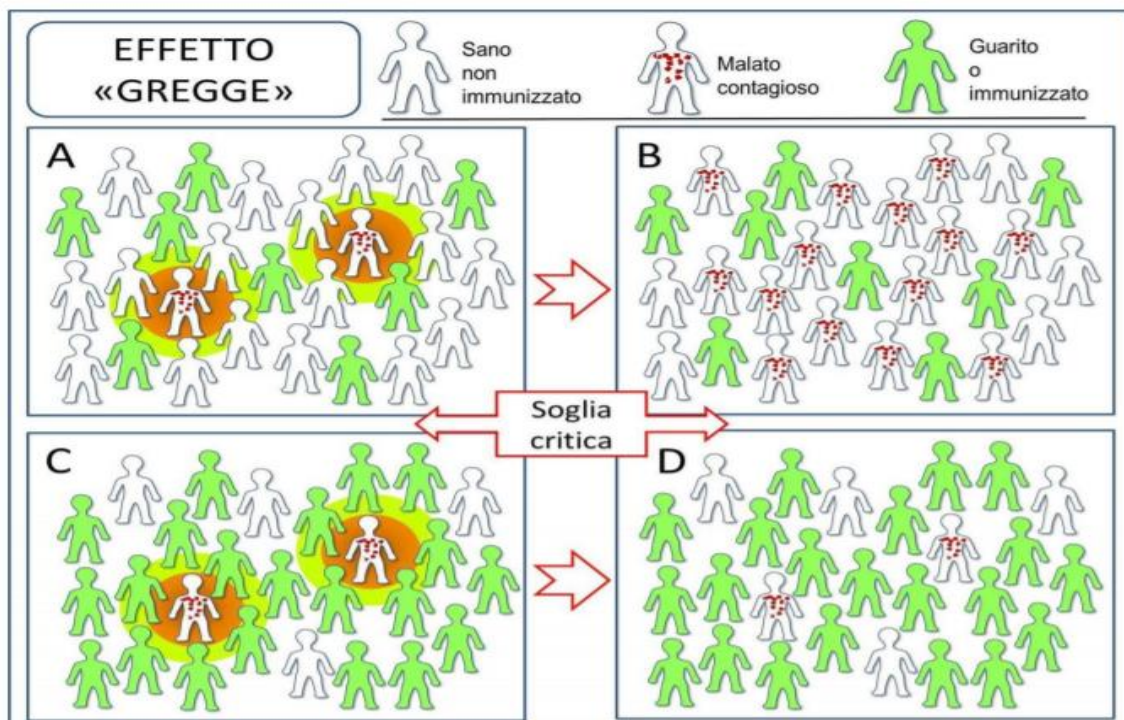 EFFETTO
«GREGGE»
Sano
non
immunizzato
Malato
contagioso
Guarito
o
immunizzato
A
B
Soglia
critica
C
D